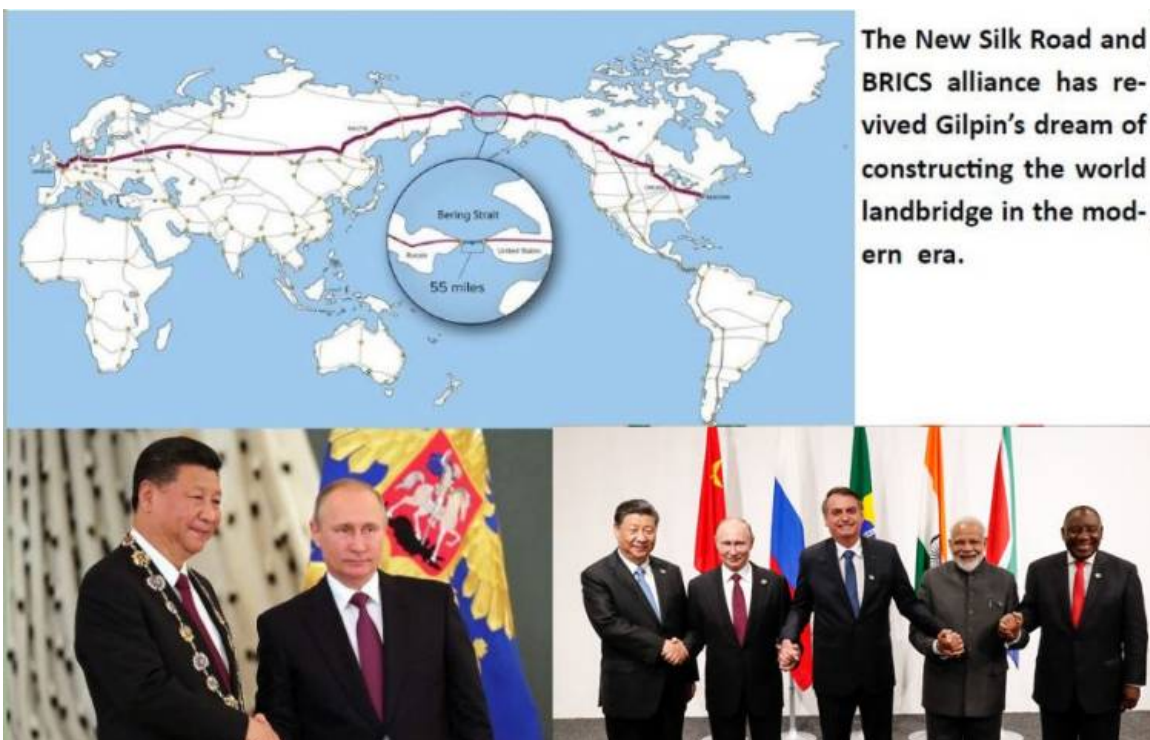 The New Silk Road and
BRICS alliance has re-
vived Gilpin's dream of
constructing the world
landbridge in the mod-
ern era.
Bering Strait
Russia
United States
55 miles